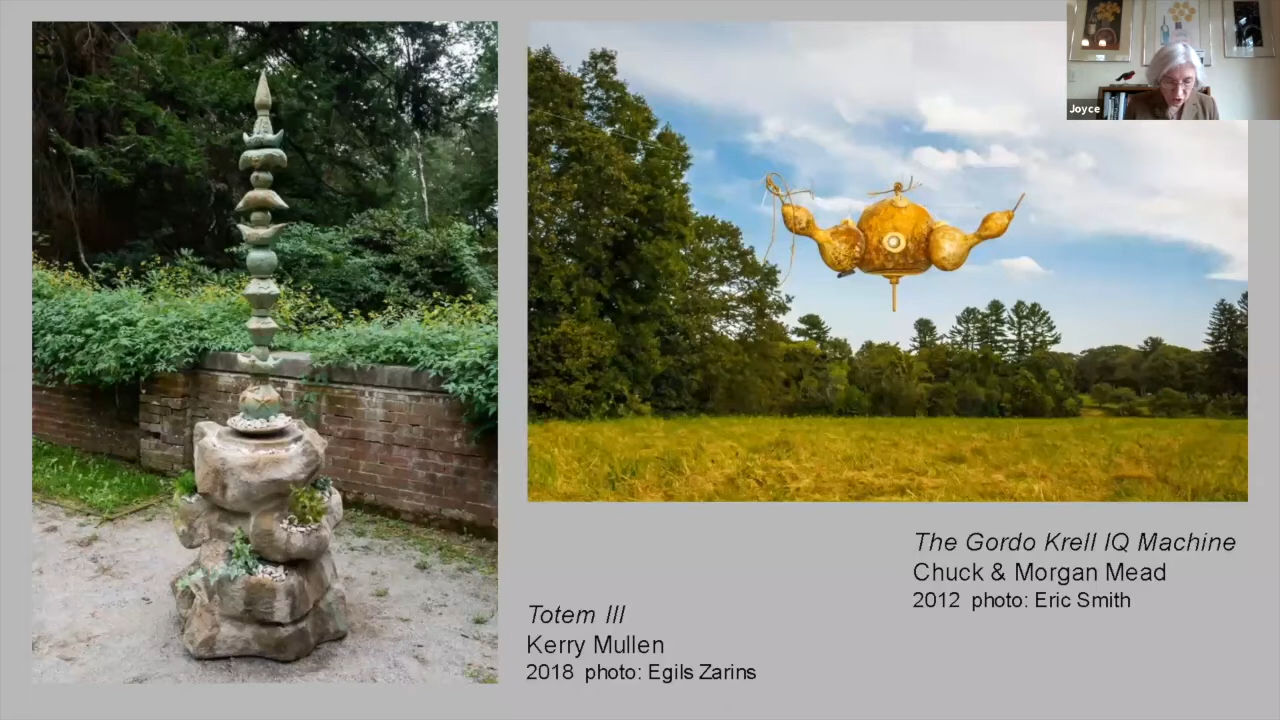 Joyce
The Gordo Krell IQ Machine
Chuck & Morgan Mead
2012 photo: Eric Smith
Totem III
Kerry Mullen
2018 photo: Egils Zarins